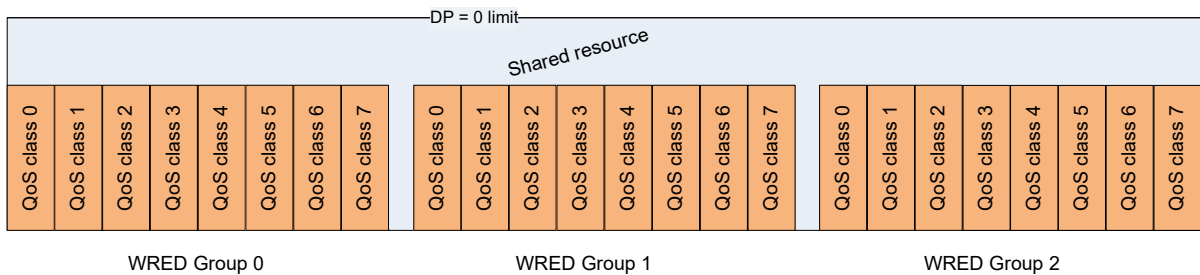 DP = 0 limit
Shared resource
QoS class 0
QoS class 1
QoS class 2
QoS class 3
QoS class 4
QoS class 5
QoS class 6
QoS class 7
QoS class 0
QoS class 1
QoS class 2
QoS class 3
QoS class 4
QoS class 5
QoS class 6
QoS class 7
QoS class 0
QoS class 1
QoS class 2
QoS class 3
QoS class 4
QoS class 5
QoS class 6
QoS class 7
WRED Group 0
WRED Group 1
WRED Group 2